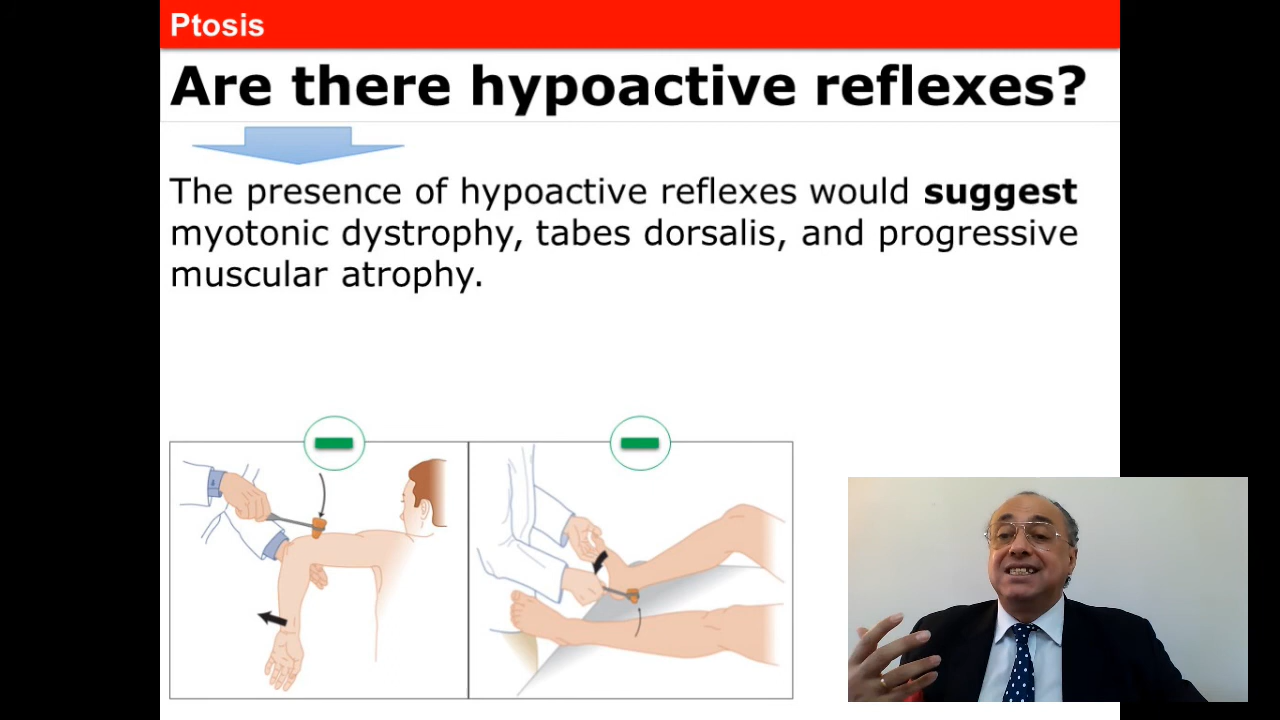 Ptosis
Are there hypoactive reflexes?
The presence of hypoactive reflexes would suggest
myotonic dystrophy, tabes dorsalis, and progressive
muscular atrophy.